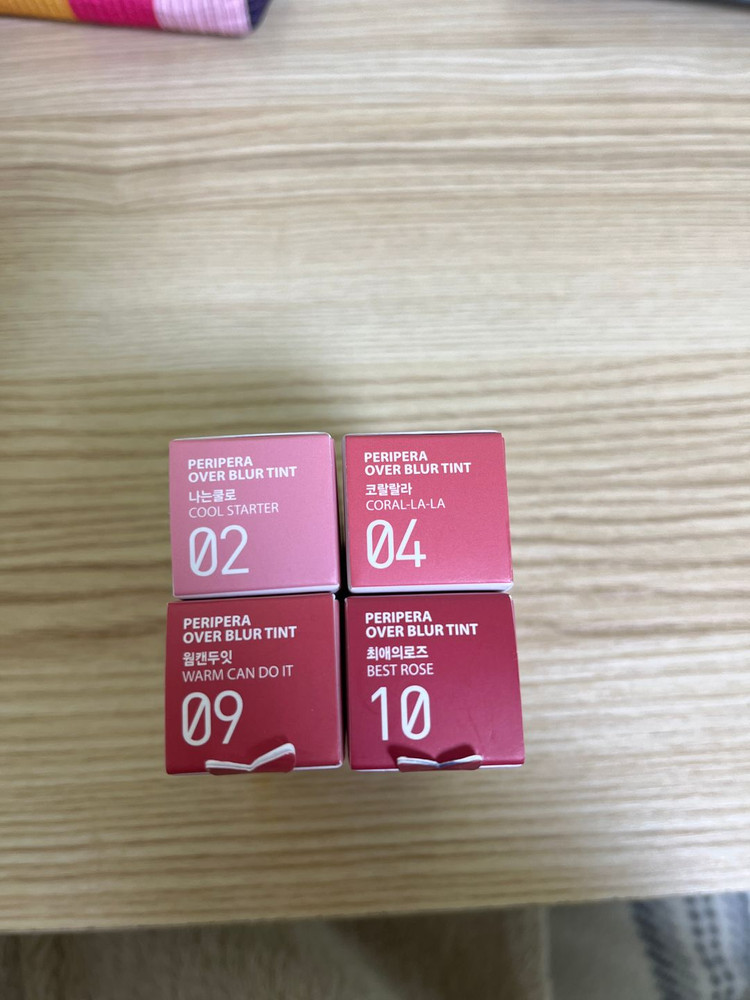 PERIPERA
OVER BLUR TINT
나는쿨로
COOL STARTER
02
PERIPERA
OVER BLUR TINT
코랄랄라
CORAL-LA-LA
04
PERIPERA
OVER BLUR TINT
웜캔두잇
WARM CAN DO IT
09
PERIPERA
OVER BLUR TINT
최애의로즈
BEST ROSE
10